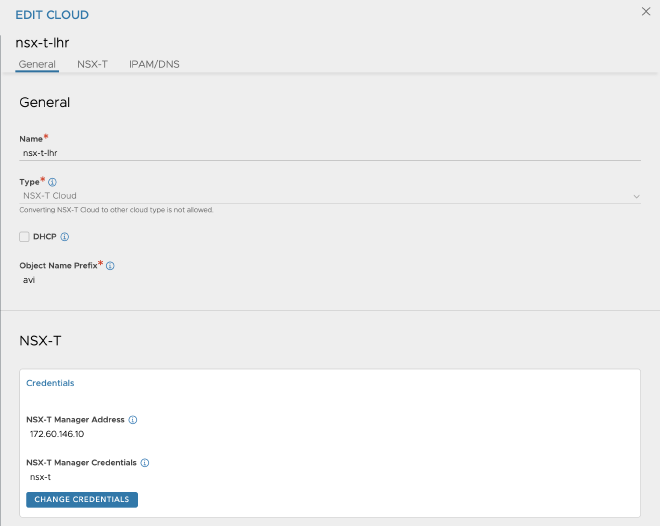 EDIT CLOUD
nsx-t-lhr
General NSX-T IPAM/DNS
General
Name*
nsx-t-lhr
Type*
NSX-T Cloud
Converting NSX-T Cloud to other cloud type is not allowed.
DHCP
Object Name Prefix*
avi
NSX-T
Credentials
NSX-T Manager Address
172.60.146.10
NSX-T Manager Credentials
nsx-t
CHANGE CREDENTIALS